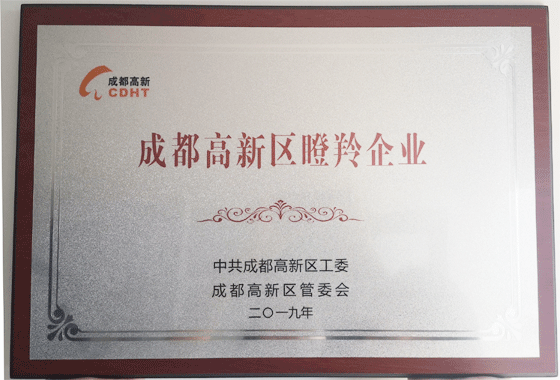 成都高新
CDHT
成都高新区瞪羚企业
中共成都高新区工委
成都高新区管委会
二〇一九年